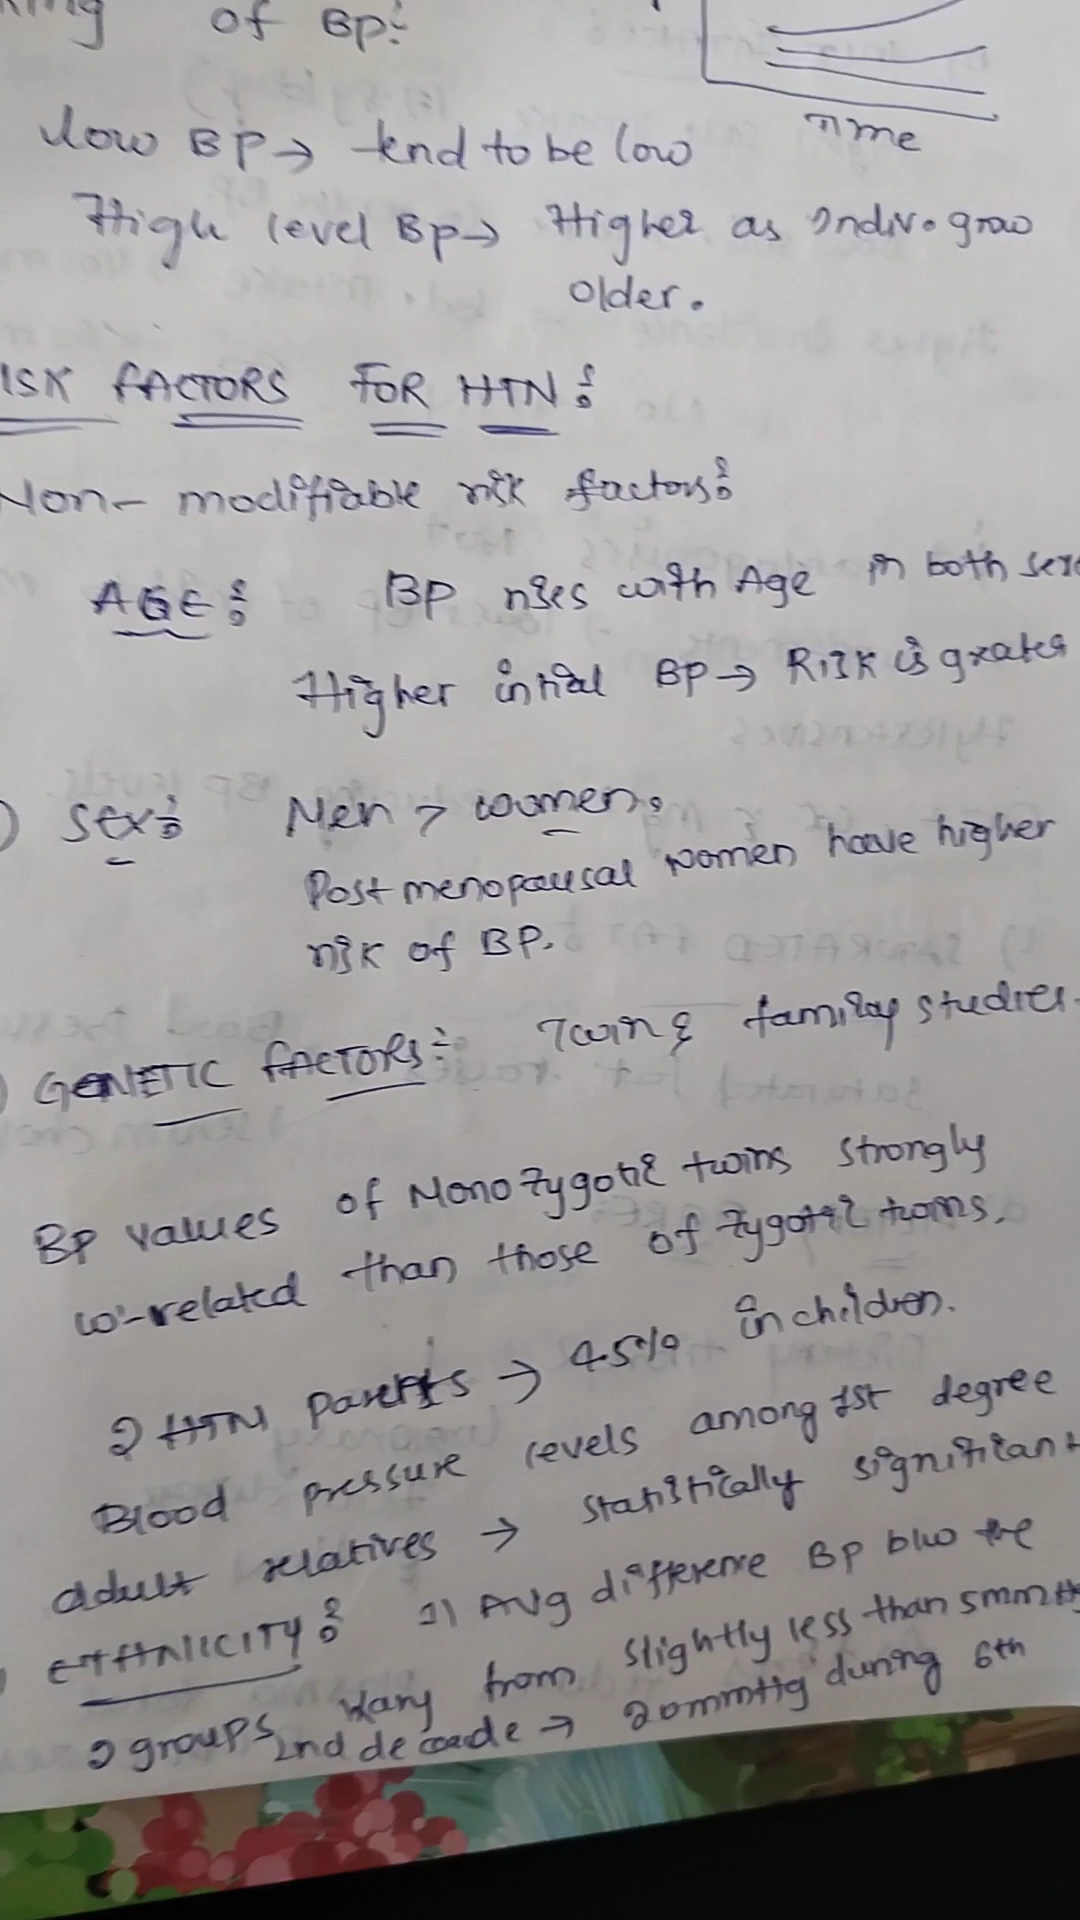 of BP:
Time
low BP → tend to be low
High level BP → Higher as Indiv. grow
older.
ISK FACTORS FOR HTN:
Non-modifiable risk factors:
AGE: BP rises with Age in both sexe
Higher intial BP → Risk is grater
) Sex: Men > women.
Post menopausal women have higher
risk of BP.
) GENETIC FACTORS: Twin & family studies.
BP values of Monozygotic twins strongly
co-related than those of zygotic twins.
2 HTN parents → 45% in children.
Blood pressure levels among 1st degree
adult relatives → statistically significant
ETHNICITY: 1) Avg difference BP b/w the
2 groups vary from slightly less than 5mmHg
2nd decade → 20mmHg during 6th